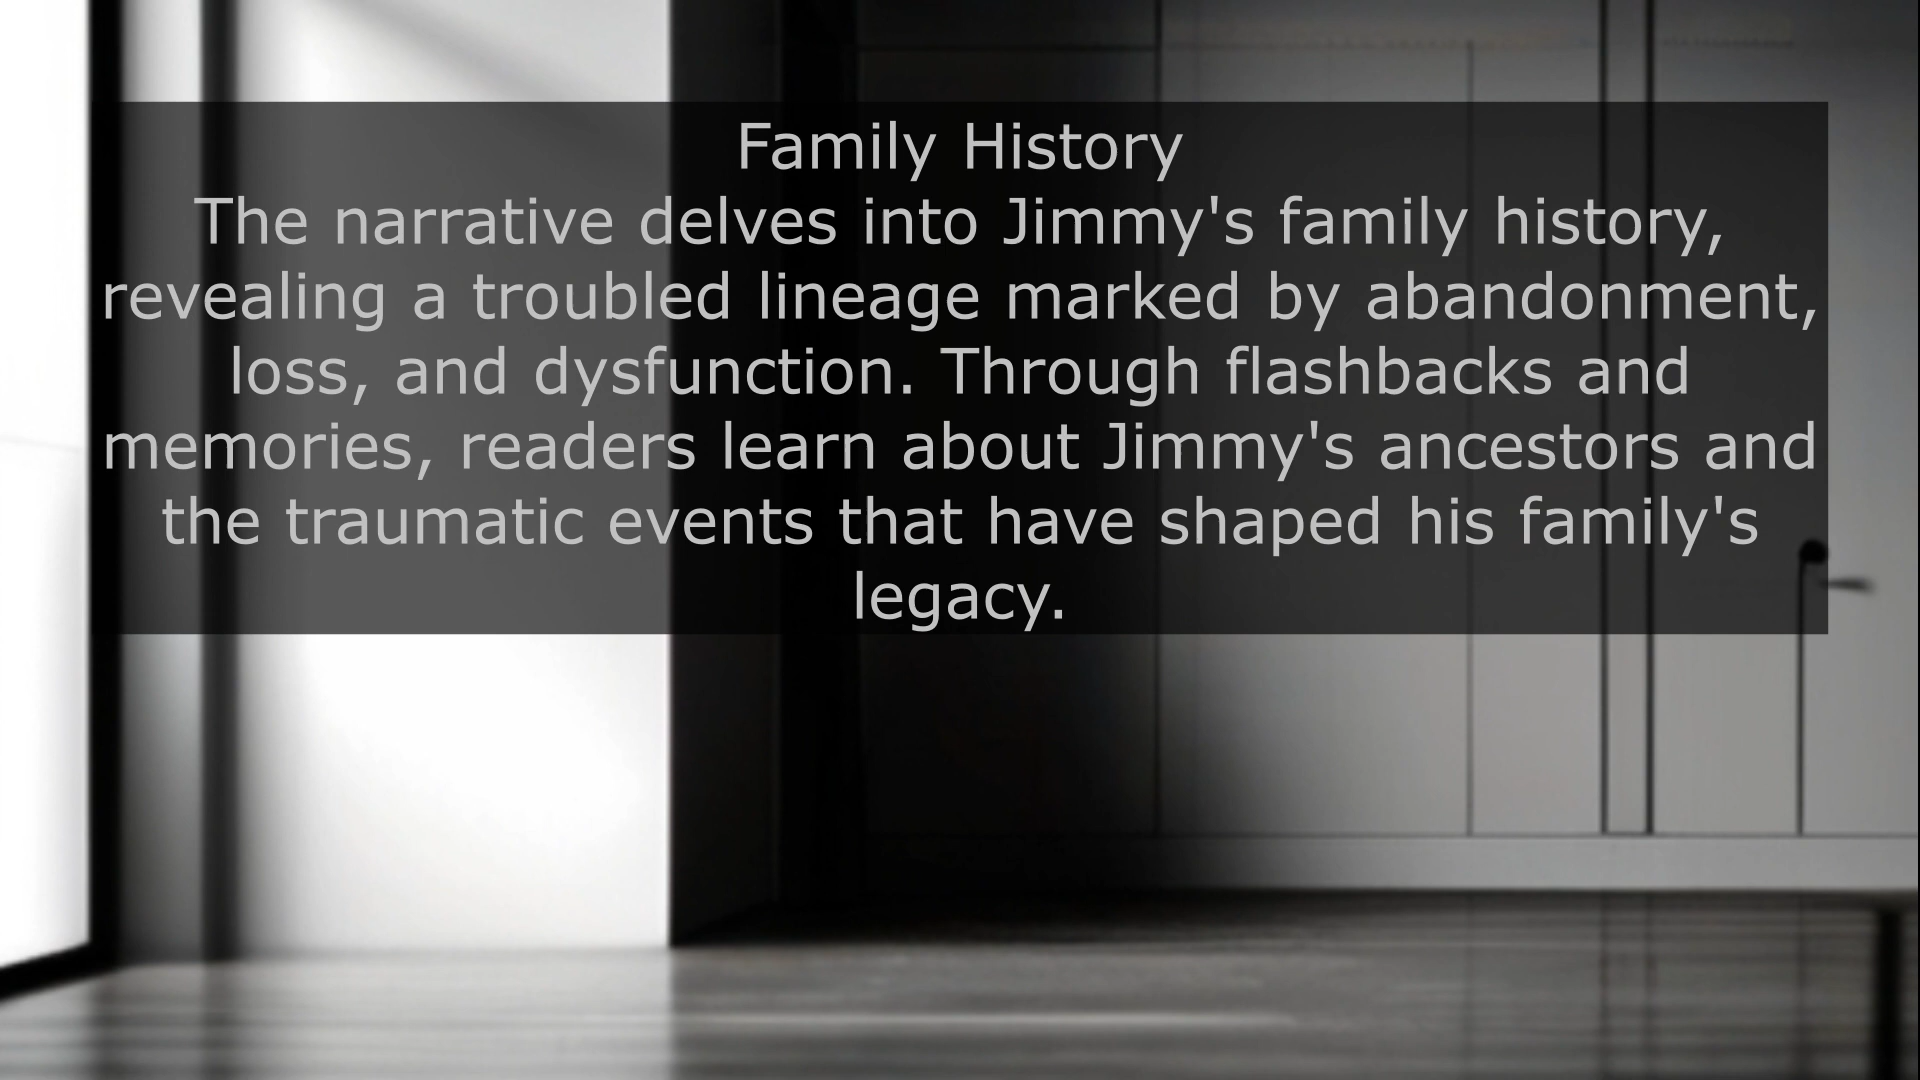 Family History
The narrative delves into Jimmy's family history,
revealing a troubled lineage marked by abandonment,
loss, and dysfunction. Through flashbacks and
memories, readers learn about Jimmy's ancestors and
the traumatic events that have shaped his family's
legacy.